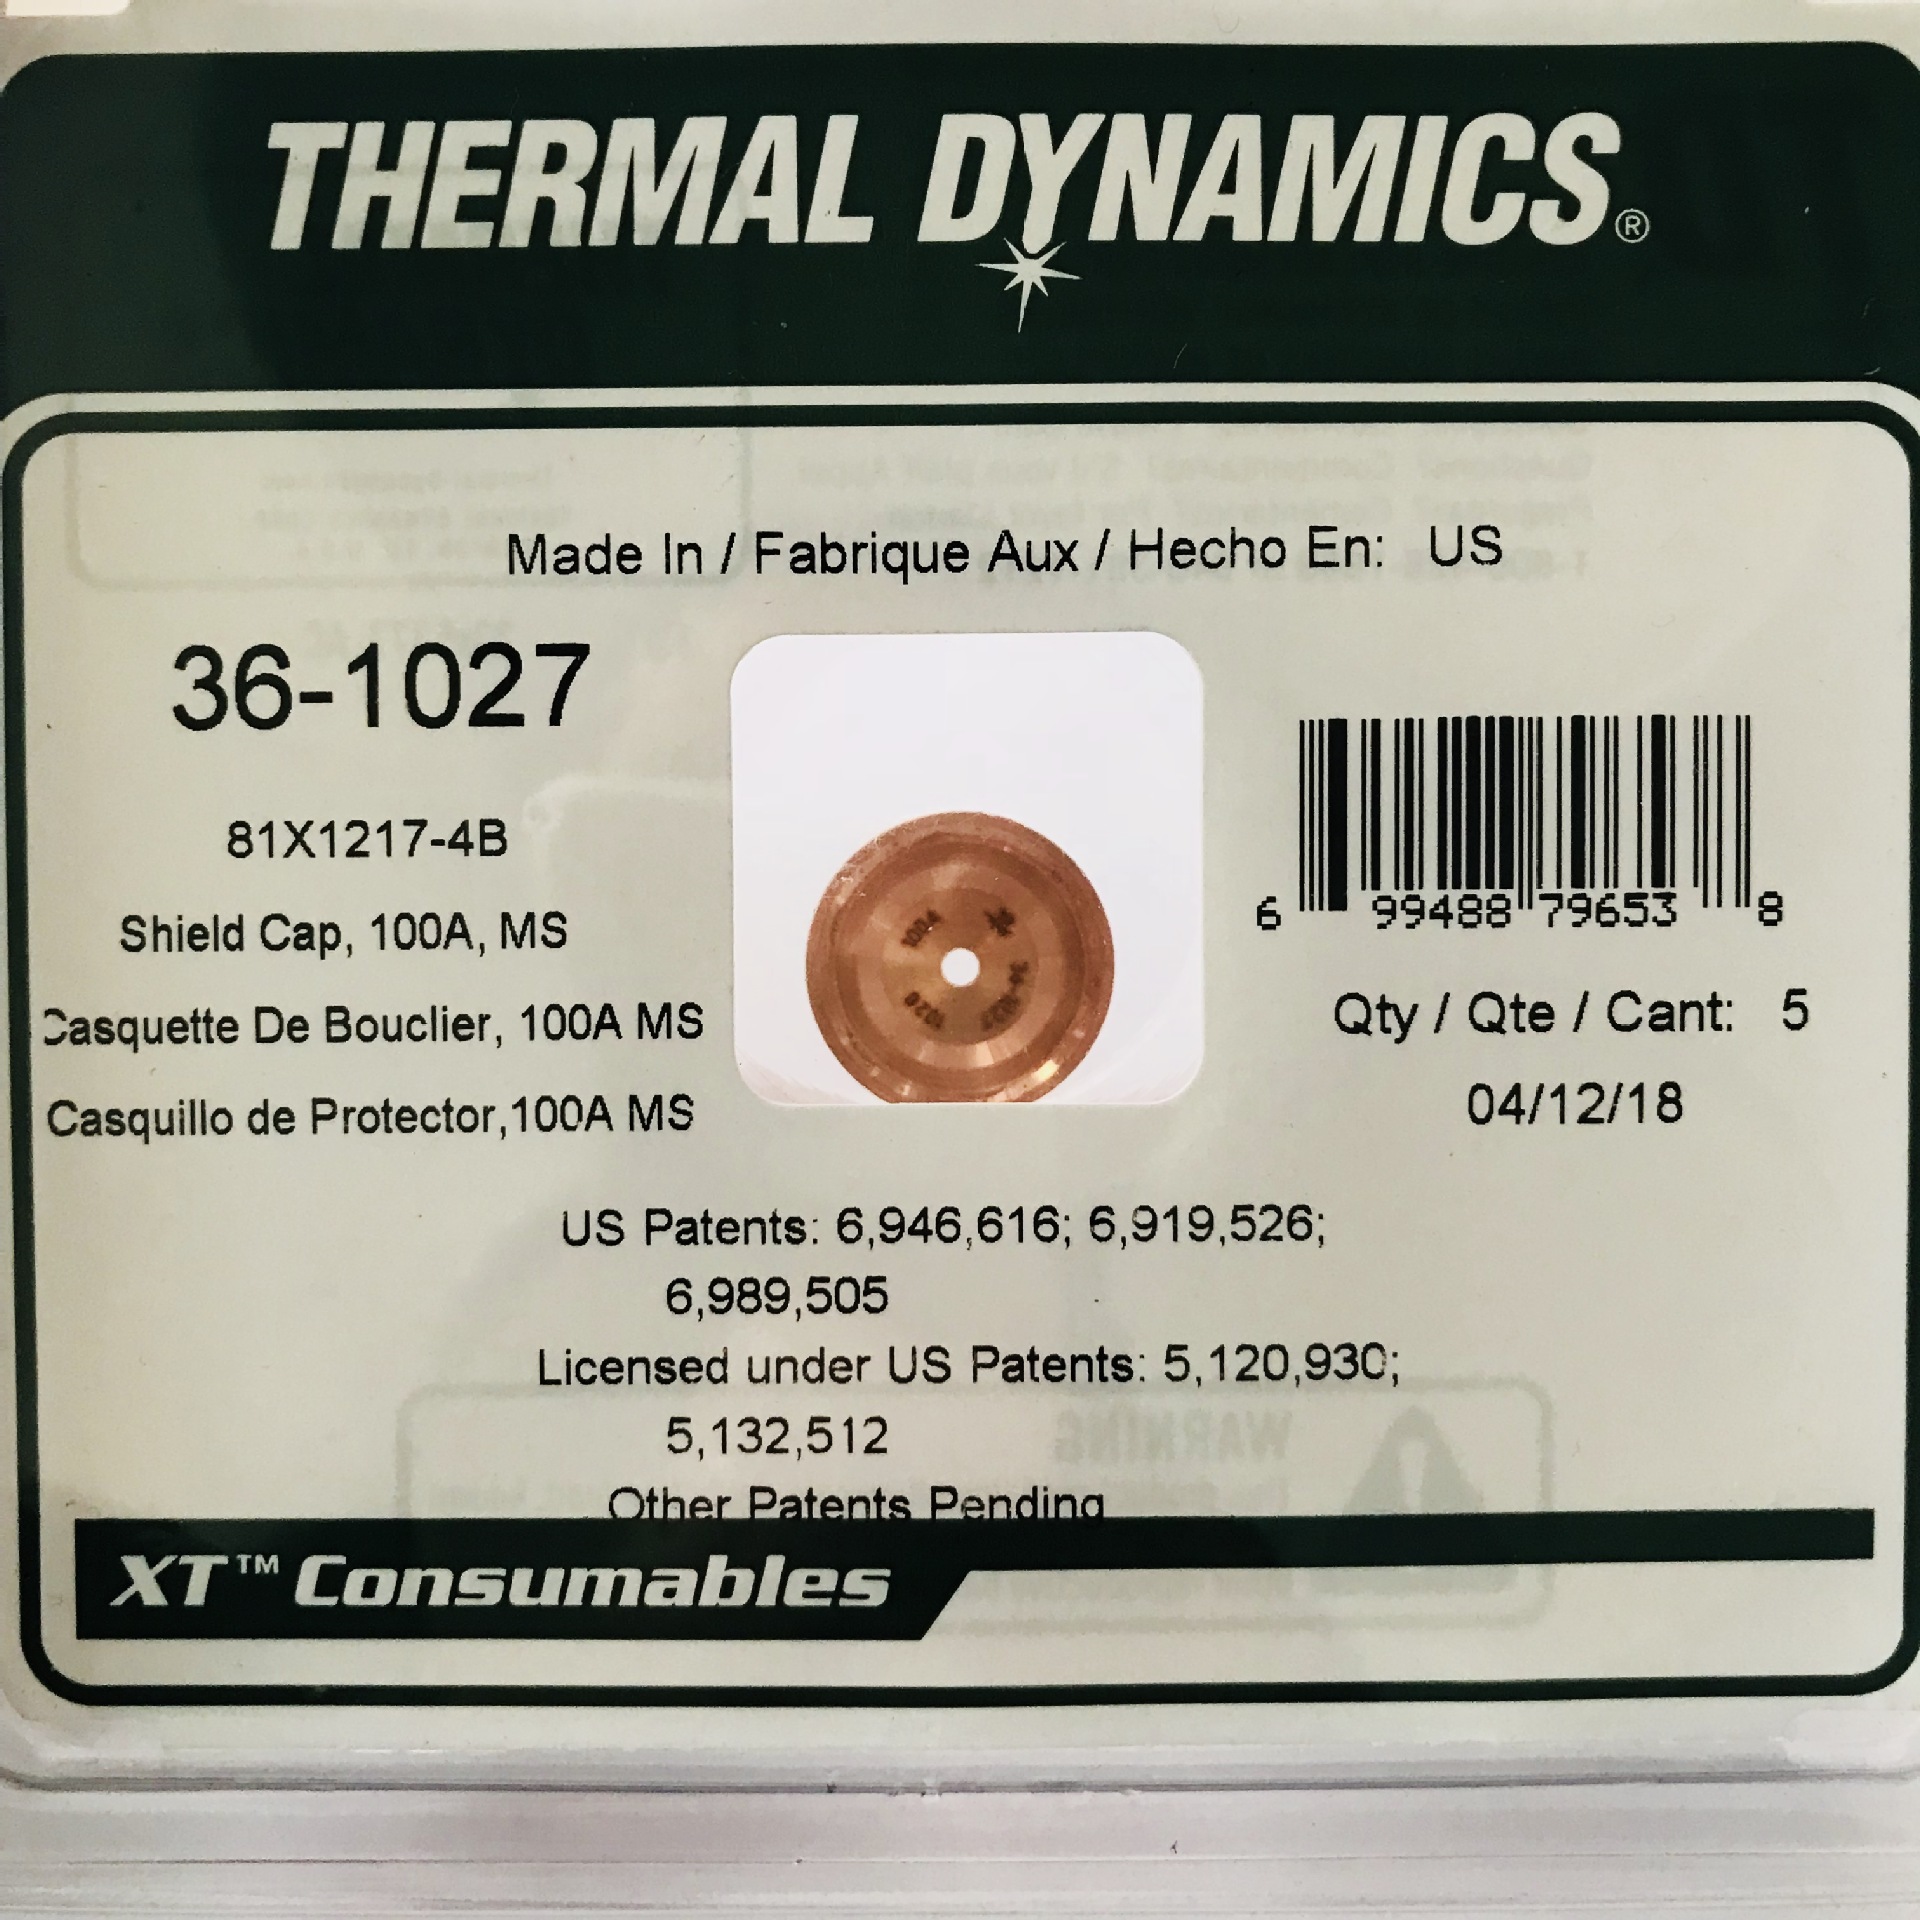 THERMAL DYNAMICS®
Made In / Fabrique Aux / Hecho En: US
36-1027
81X1217-4B
Shield Cap, 100A, MS
Casquette De Bouclier, 100A MS
Casquillo de Protector,100A MS
100A
6 99488 79653 8
Qty / Qte / Cant: 5
04/12/18
US Patents: 6,946,616; 6,919,526;
6,989,505
Licensed under US Patents: 5,120,930;
5,132,512
Other Patents Pending
XT™ Consumables
WARNING